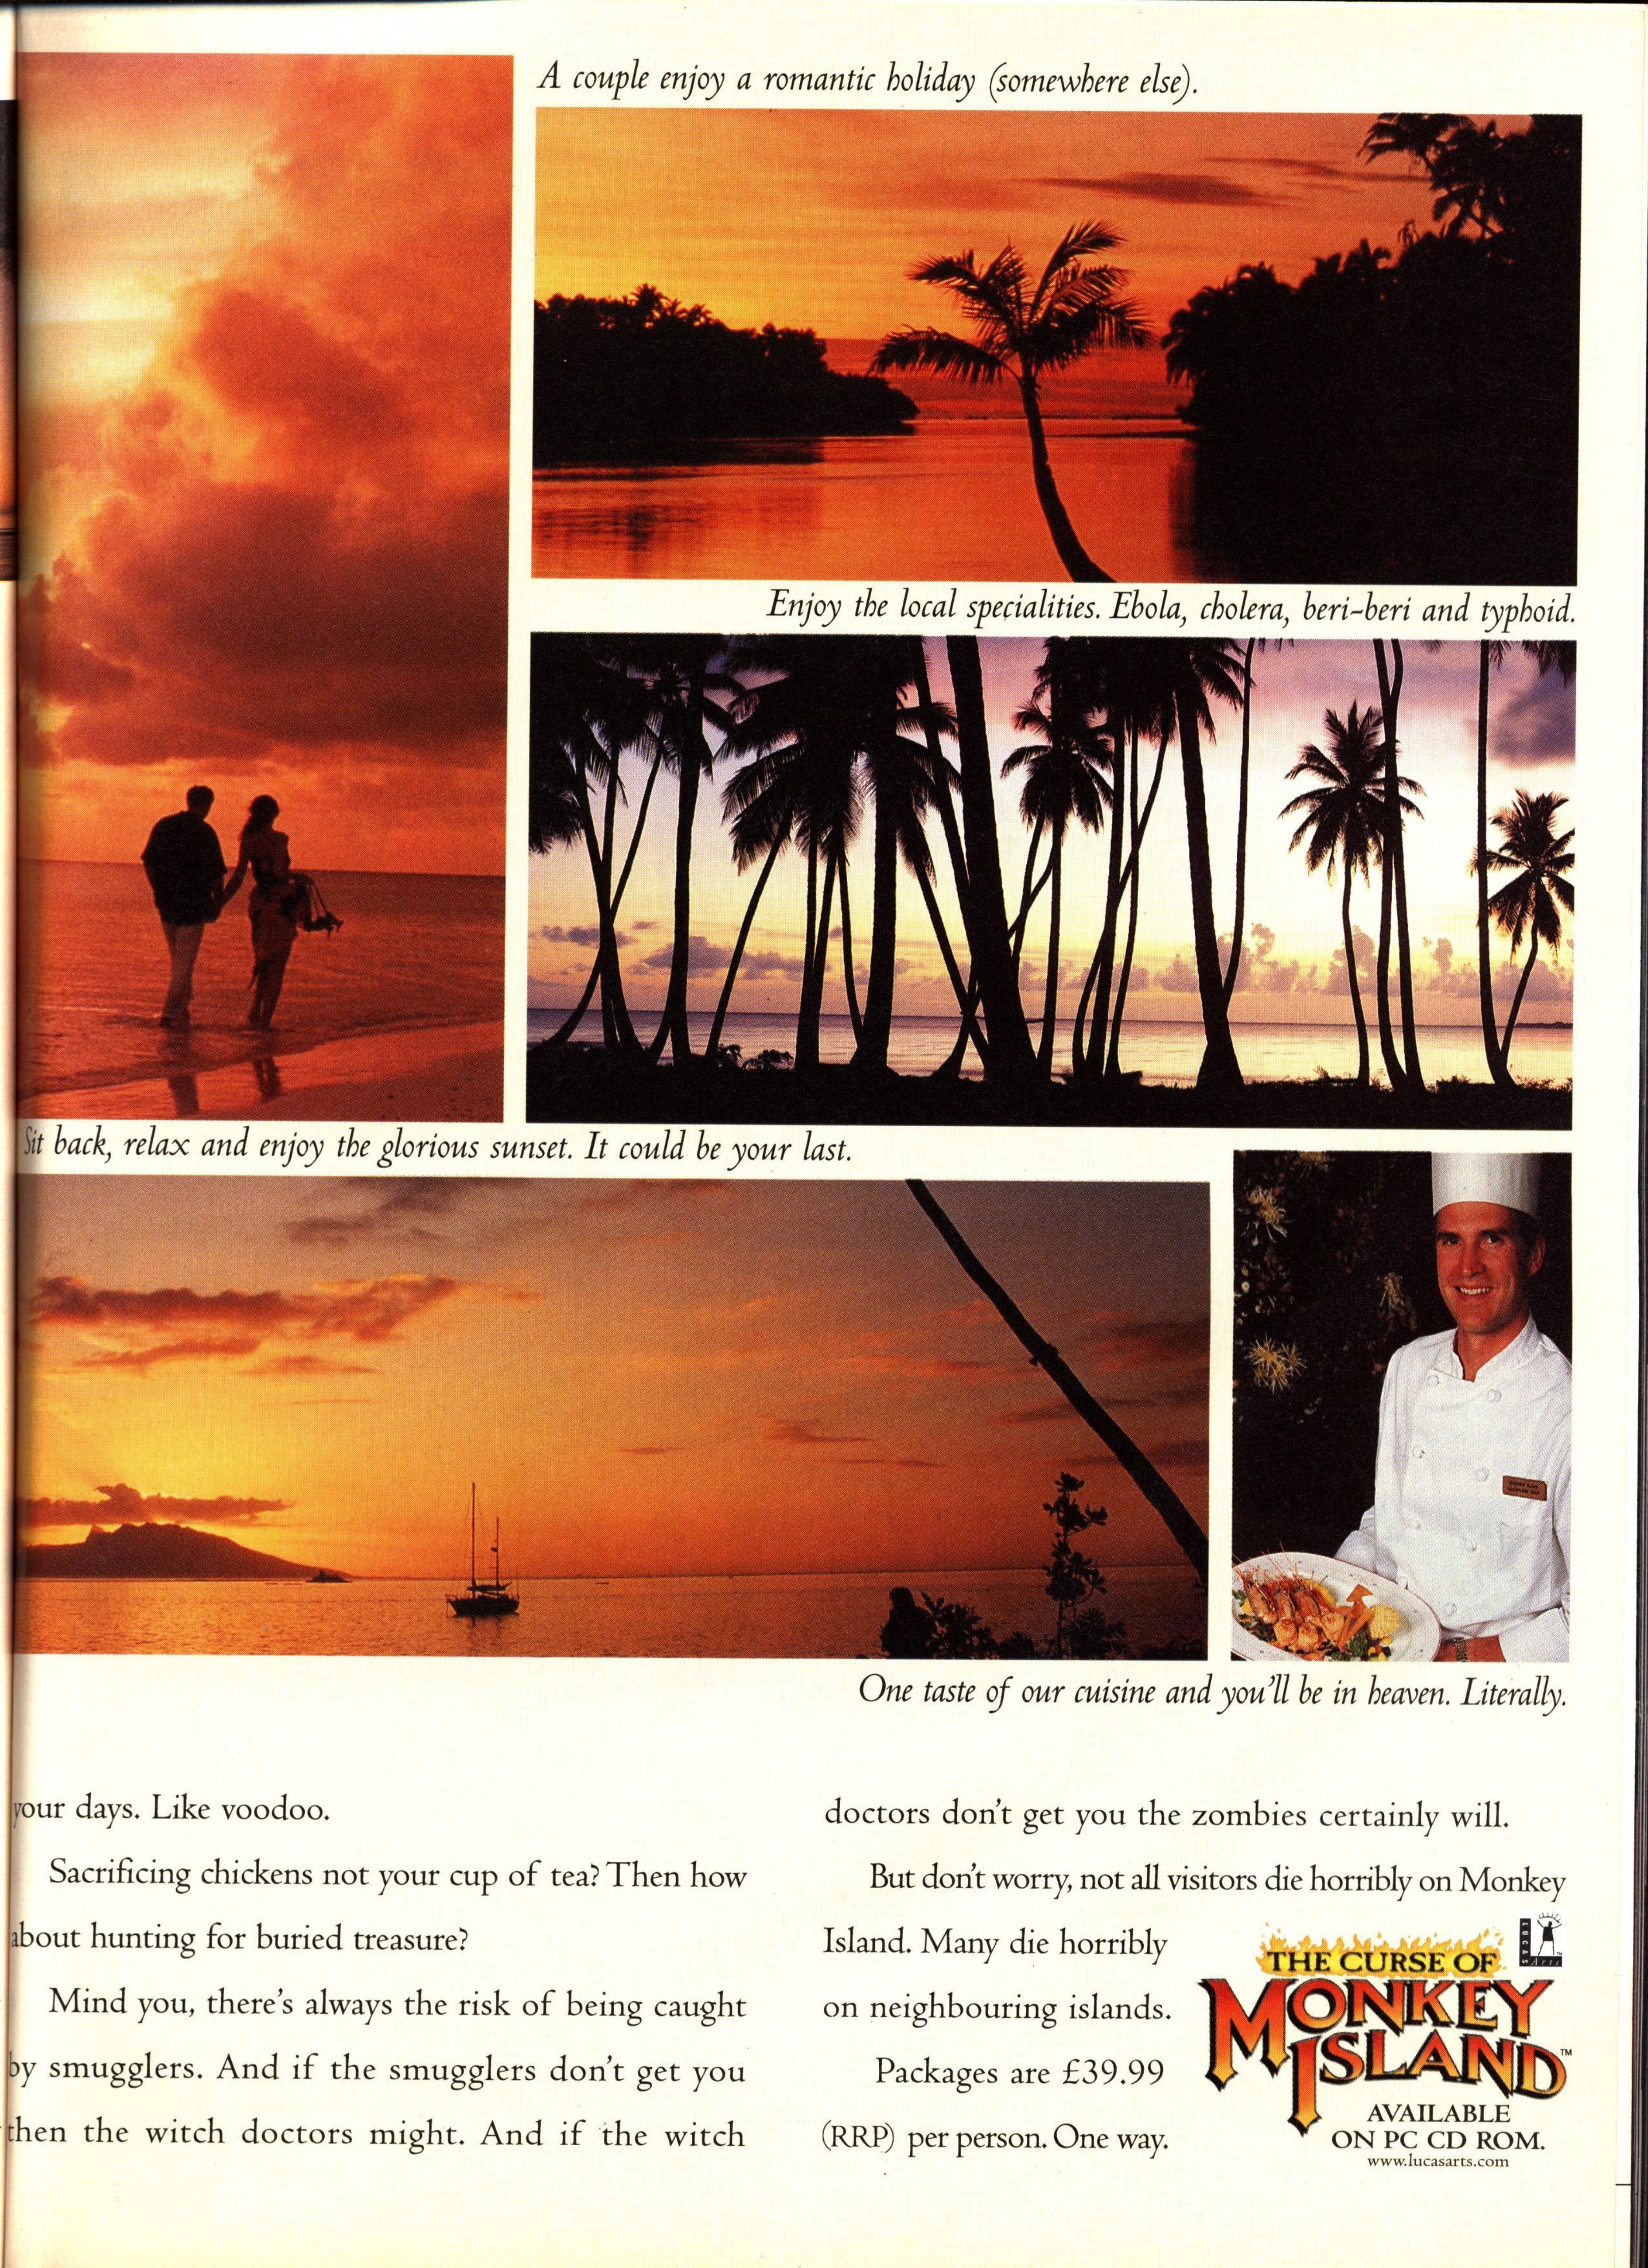 A couple enjoy a romantic holiday (somewhere else).
Enjoy the local specialities. Ebola, cholera, beri-beri and typhoid.
Sit back, relax and enjoy the glorious sunset. It could be your last.
One taste of our cuisine and you'll be in heaven. Literally.
your days. Like voodoo.
Sacrificing chickens not your cup of tea? Then how
about hunting for buried treasure?
Mind you, there's always the risk of being caught
by smugglers. And if the smugglers don't get you
then the witch doctors might. And if the witch
doctors don't get you the zombies certainly will.
But don't worry, not all visitors die horribly on Monkey
Island. Many die horribly
on neighbouring islands.
Packages are £39.99
(RRP) per person. One way.
LUCAS
Arts™
THE CURSE OF
MONKEY
ISLAND™
AVAILABLE
ON PC CD ROM.
www.lucasarts.com